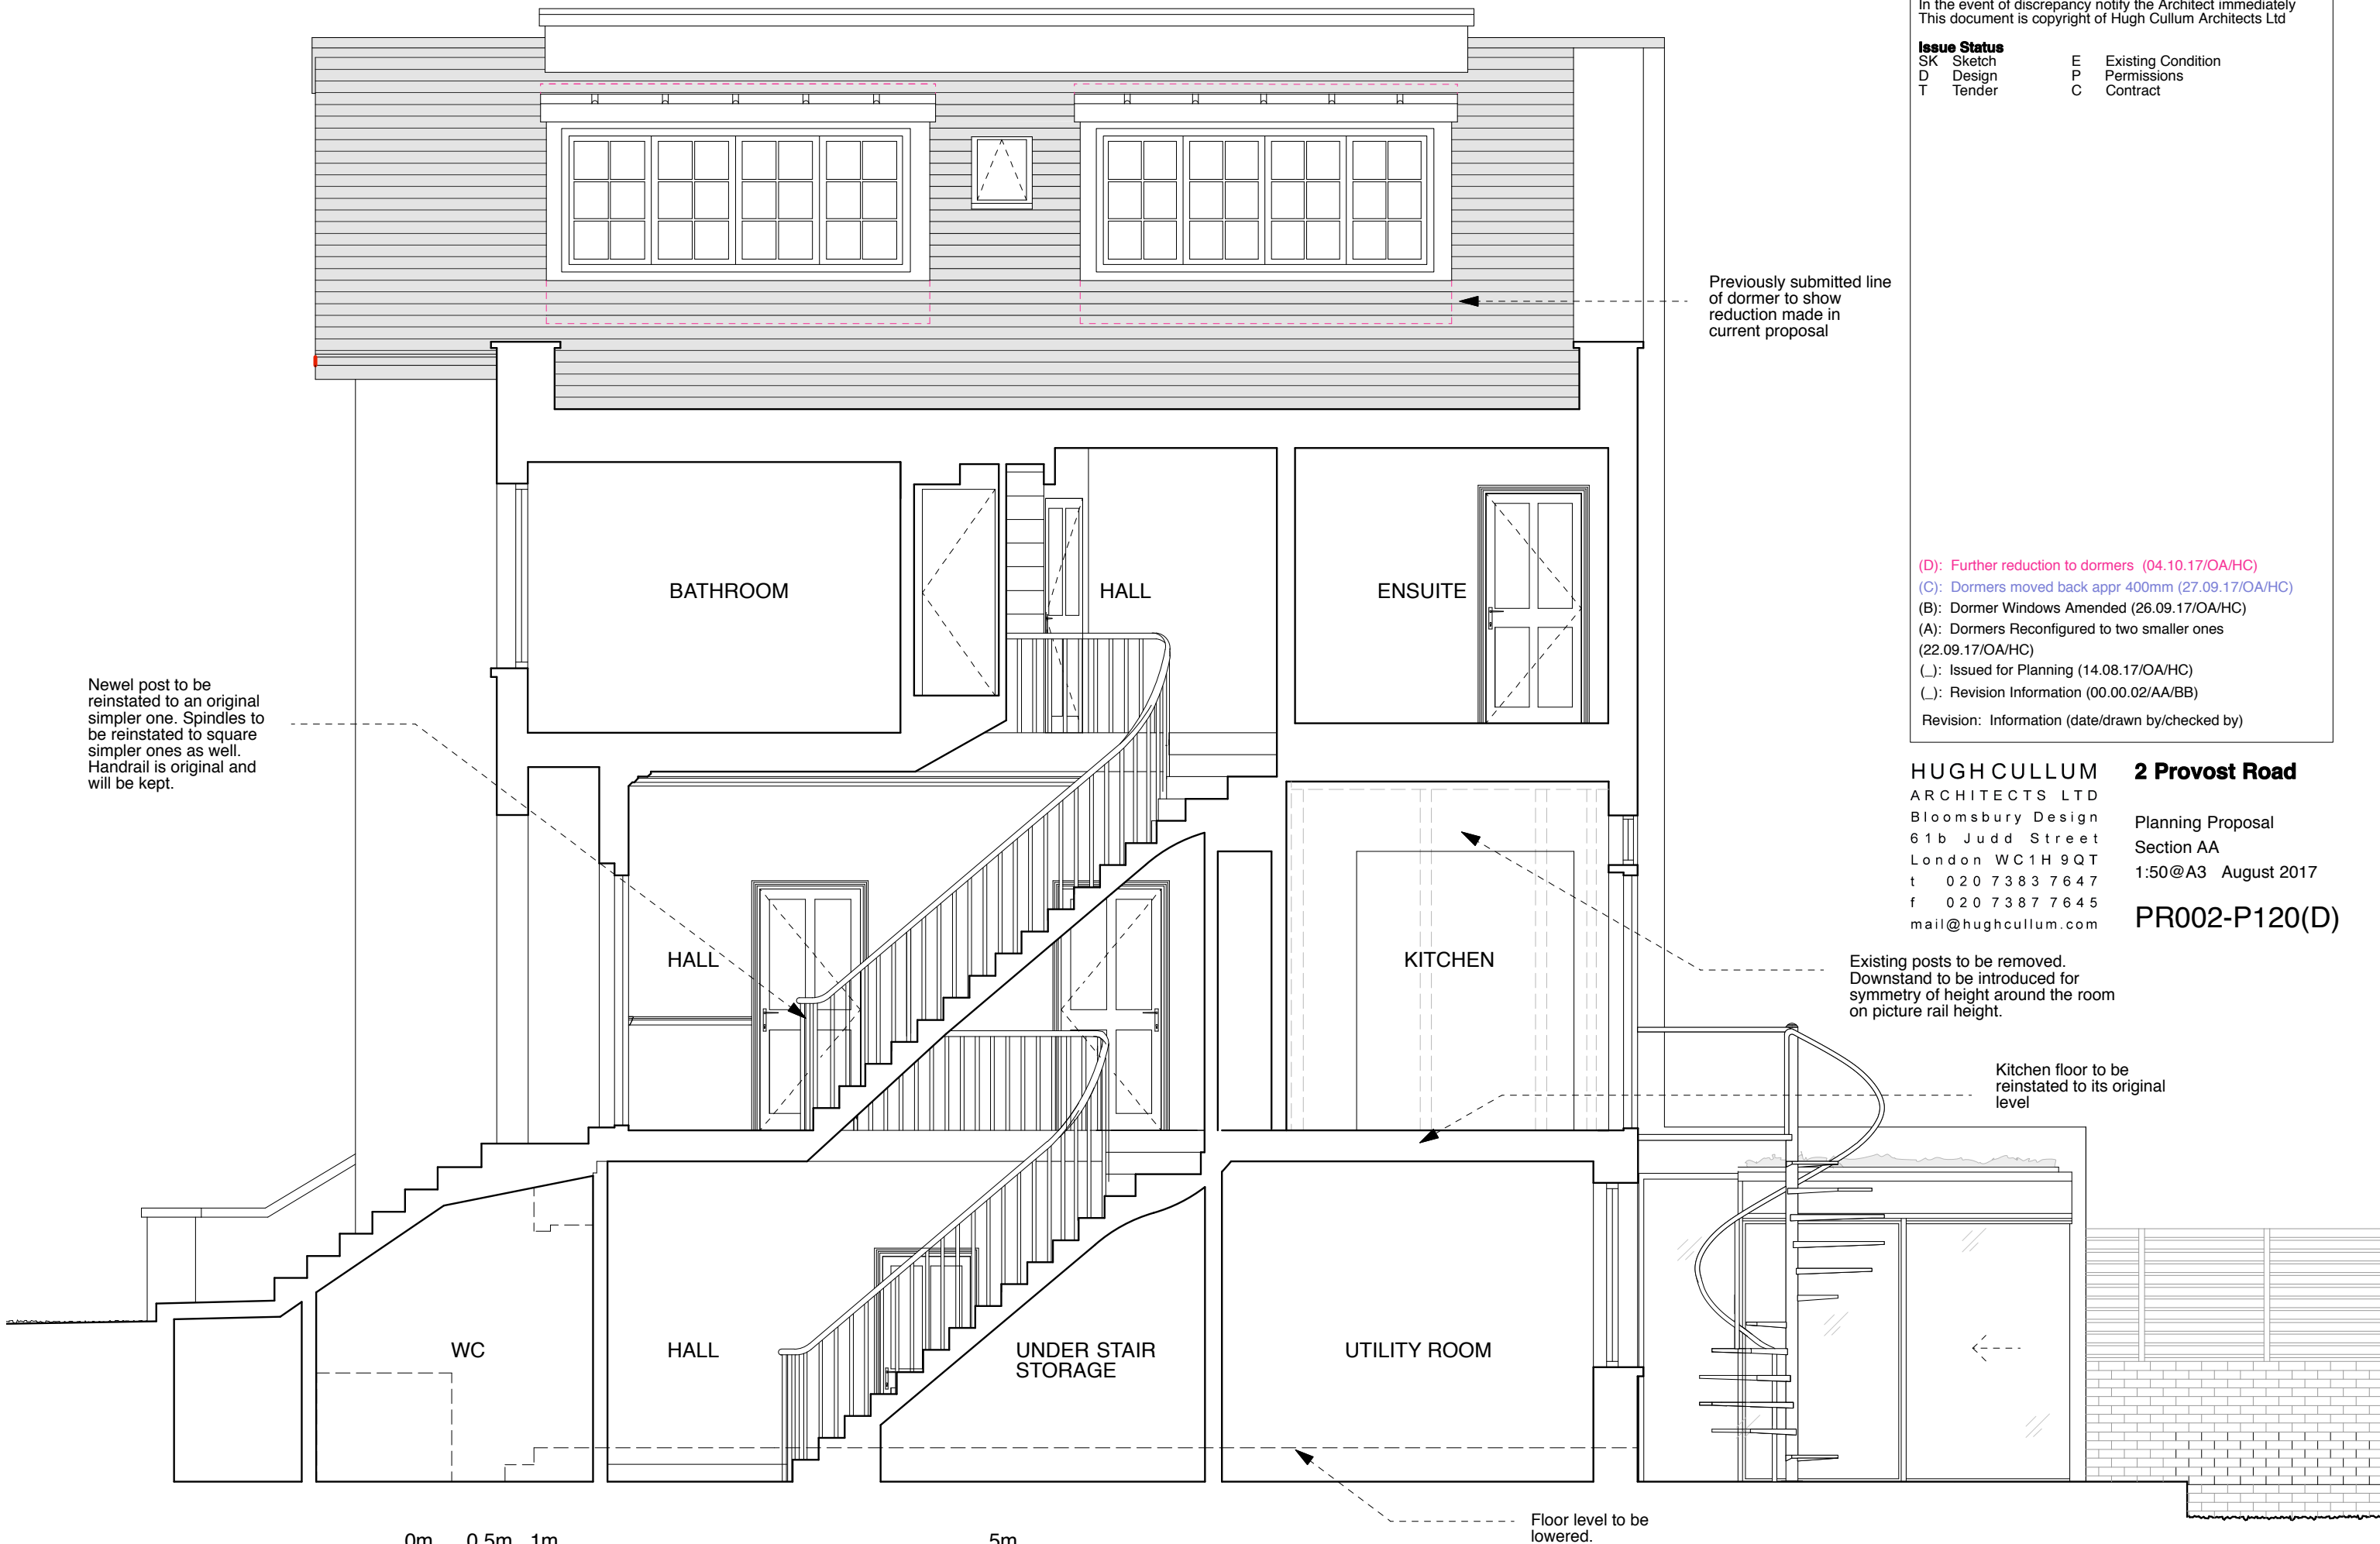 In the event of discrepancy notify the Architect immediately
This document is copyright of Hugh Cullum Architects Ltd
Issue Status
SK Sketch E Existing Condition
D Design P Permissions
T Tender C Contract
Previously submitted line
of dormer to show
reduction made in
current proposal
(D): Further reduction to dormers (04.10.17/OA/HC)
(C): Dormers moved back appr 400mm (27.09.17/OA/HC)
(B): Dormer Windows Amended (26.09.17/OA/HC)
(A): Dormers Reconfigured to two smaller ones
(22.09.17/OA/HC)
(_): Issued for Planning (14.08.17/OA/HC)
(_): Revision Information (00.00.02/AA/BB)
Revision: Information (date/drawn by/checked by)
BATHROOM
HALL
ENSUITE
Newel post to be
reinstated to an original
simpler one. Spindles to
be reinstated to square
simpler ones as well.
Handrail is original and
will be kept.
HUGH CULLUM
ARCHITECTS LTD
Bloomsbury Design
61b Judd Street
London WC1H 9QT
t 020 7383 7647
f 020 7387 7645
mail@hughcullum.com
2 Provost Road
Planning Proposal
Section AA
1:50@A3 August 2017
PR002-P120(D)
HALL
KITCHEN
Existing posts to be removed.
Downstand to be introduced for
symmetry of height around the room
on picture rail height.
Kitchen floor to be
reinstated to its original
level
WC
HALL
UNDER STAIR
STORAGE
UTILITY ROOM
Floor level to be
lowered.
0m 0.5m 1m 5m